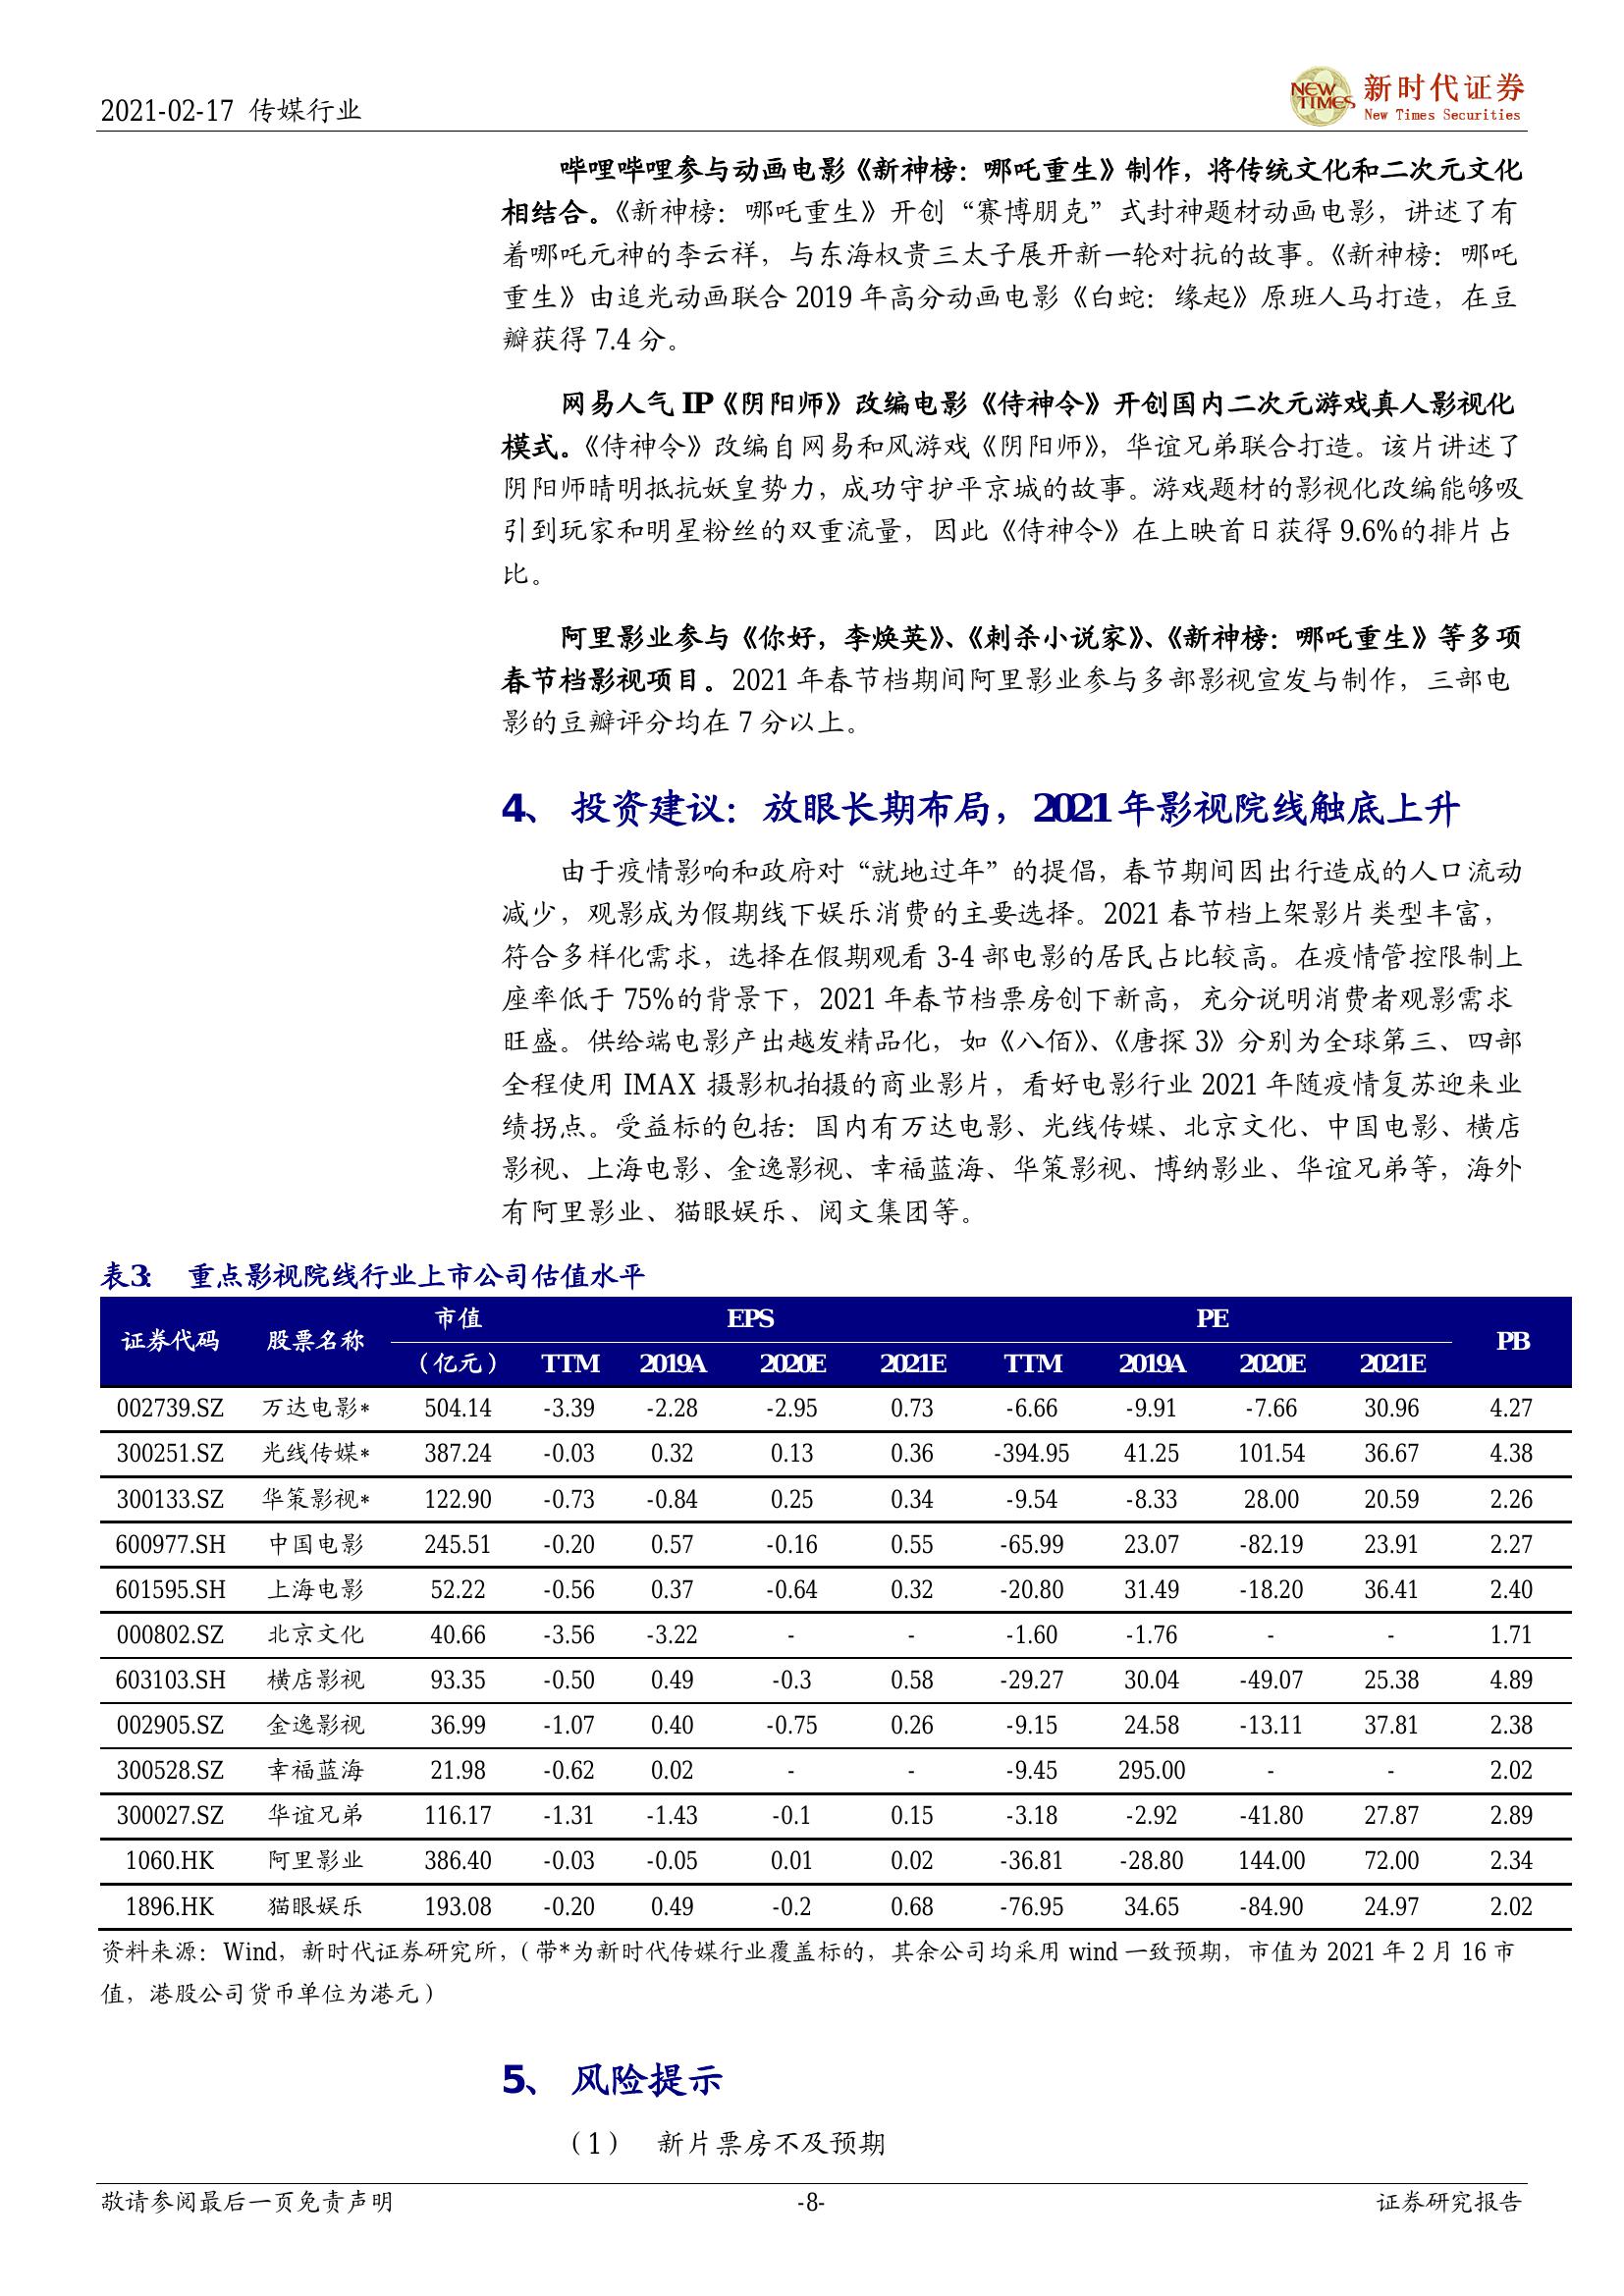 2021-02-17 传媒行业
NEW TIMES
新时代证券
New Times Securities
哔哩哔哩参与动画电影《新神榜：哪吒重生》制作，将传统文化和二次元文化
相结合。《新神榜：哪吒重生》开创“赛博朋克”式封神题材动画电影，讲述了有
着哪吒元神的李云祥，与东海权贵三太子展开新一轮对抗的故事。《新神榜：哪吒
重生》由追光动画联合 2019 年高分动画电影《白蛇：缘起》原班人马打造，在豆
瓣获得 7.4 分。
网易人气 IP《阴阳师》改编电影《侍神令》开创国内二次元游戏真人影视化
模式。《侍神令》改编自网易和风游戏《阴阳师》，华谊兄弟联合打造。该片讲述了
阴阳师晴明抵抗妖皇势力，成功守护平京城的故事。游戏题材的影视化改编能够吸
引到玩家和明星粉丝的双重流量，因此《侍神令》在上映首日获得 9.6%的排片占
比。
阿里影业参与《你好，李焕英》、《刺杀小说家》、《新神榜：哪吒重生》等多项
春节档影视项目。2021 年春节档期间阿里影业参与多部影视宣发与制作，三部电
影的豆瓣评分均在 7 分以上。
4、 投资建议：放眼长期布局，2021 年影视院线触底上升
由于疫情影响和政府对“就地过年”的提倡，春节期间因出行造成的人口流动
减少，观影成为假期线下娱乐消费的主要选择。2021 春节档上架影片类型丰富，
符合多样化需求，选择在假期观看 3-4 部电影的居民占比较高。在疫情管控限制上
座率低于 75%的背景下，2021 年春节档票房创下新高，充分说明消费者观影需求
旺盛。供给端电影产出越发精品化，如《八佰》、《唐探 3》分别为全球第三、四部
全程使用 IMAX 摄影机拍摄的商业影片，看好电影行业 2021 年随疫情复苏迎来业
绩拐点。受益标的包括：国内有万达电影、光线传媒、北京文化、中国电影、横店
影视、上海电影、金逸影视、幸福蓝海、华策影视、博纳影业、华谊兄弟等，海外
有阿里影业、猫眼娱乐、阅文集团等。
表3： 重点影视院线行业上市公司估值水平
证券代码 股票名称 市值 EPS PE PB
（亿元） TTM 2019A 2020E 2021E TTM 2019A 2020E 2021E
002739.SZ 万达电影* 504.14 -3.39 -2.28 -2.95 0.73 -6.66 -9.91 -7.66 30.96 4.27
300251.SZ 光线传媒* 387.24 -0.03 0.32 0.13 0.36 -394.95 41.25 101.54 36.67 4.38
300133.SZ 华策影视* 122.90 -0.73 -0.84 0.25 0.34 -9.54 -8.33 28.00 20.59 2.26
600977.SH 中国电影 245.51 -0.20 0.57 -0.16 0.55 -65.99 23.07 -82.19 23.91 2.27
601595.SH 上海电影 52.22 -0.56 0.37 -0.64 0.32 -20.80 31.49 -18.20 36.41 2.40
000802.SZ 北京文化 40.66 -3.56 -3.22 - - -1.60 -1.76 - - 1.71
603103.SH 横店影视 93.35 -0.50 0.49 -0.3 0.58 -29.27 30.04 -49.07 25.38 4.89
002905.SZ 金逸影视 36.99 -1.07 0.40 -0.75 0.26 -9.15 24.58 -13.11 37.81 2.38
300528.SZ 幸福蓝海 21.98 -0.62 0.02 - - -9.45 295.00 - - 2.02
300027.SZ 华谊兄弟 116.17 -1.31 -1.43 -0.1 0.15 -3.18 -2.92 -41.80 27.87 2.89
1060.HK 阿里影业 386.40 -0.03 -0.05 0.01 0.02 -36.81 -28.80 144.00 72.00 2.34
1896.HK 猫眼娱乐 193.08 -0.20 0.49 -0.2 0.68 -76.95 34.65 -84.90 24.97 2.02
资料来源：Wind，新时代证券研究所，（带*为新时代传媒行业覆盖标的，其余公司均采用 wind 一致预期，市值为 2021 年 2 月 16 市
值，港股公司货币单位为港元）
5、 风险提示
（1） 新片票房不及预期
敬请参阅最后一页免责声明 -8- 证券研究报告